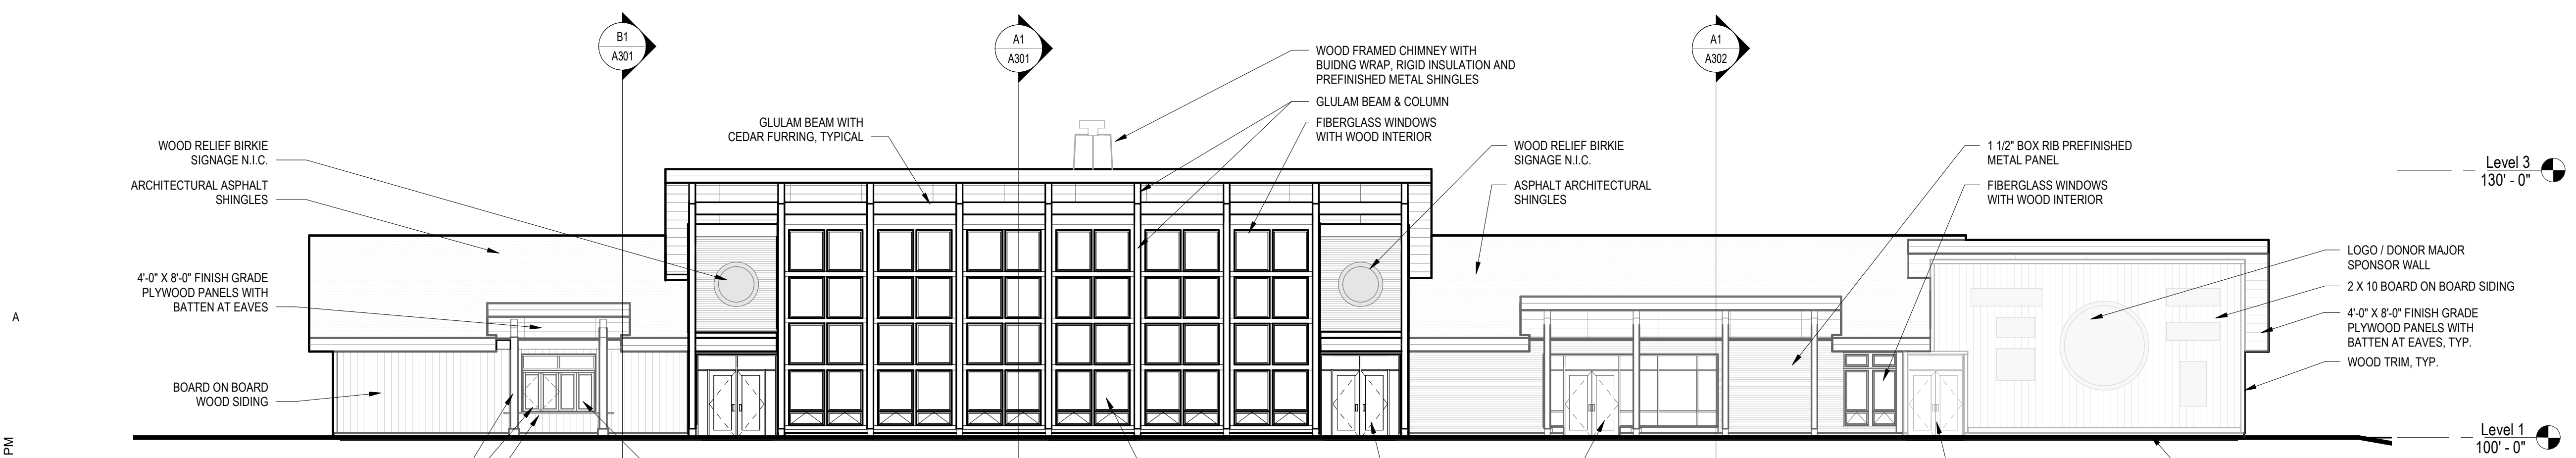 B1
A301
A1
A301
A1
A302
WOOD FRAMED CHIMNEY WITH
BUIDNG WRAP, RIGID INSULATION AND
PREFINISHED METAL SHINGLES
GLULAM BEAM & COLUMN
FIBERGLASS WINDOWS
WITH WOOD INTERIOR
GLULAM BEAM WITH
CEDAR FURRING, TYPICAL
WOOD RELIEF BIRKIE
SIGNAGE N.I.C.
ARCHITECTURAL ASPHALT
SHINGLES
4'-0" X 8'-0" FINISH GRADE
PLYWOOD PANELS WITH
BATTEN AT EAVES
BOARD ON BOARD
WOOD SIDING
WOOD RELIEF BIRKIE
SIGNAGE N.I.C.
ASPHALT ARCHITECTURAL
SHINGLES
1 1/2" BOX RIB PREFINISHED
METAL PANEL
FIBERGLASS WINDOWS
WITH WOOD INTERIOR
LOGO / DONOR MAJOR
SPONSOR WALL
2 X 10 BOARD ON BOARD SIDING
4'-0" X 8'-0" FINISH GRADE
PLYWOOD PANELS WITH
BATTEN AT EAVES, TYP.
WOOD TRIM, TYP.
Level 3
130' - 0"
Level 1
100' - 0"
A
PM